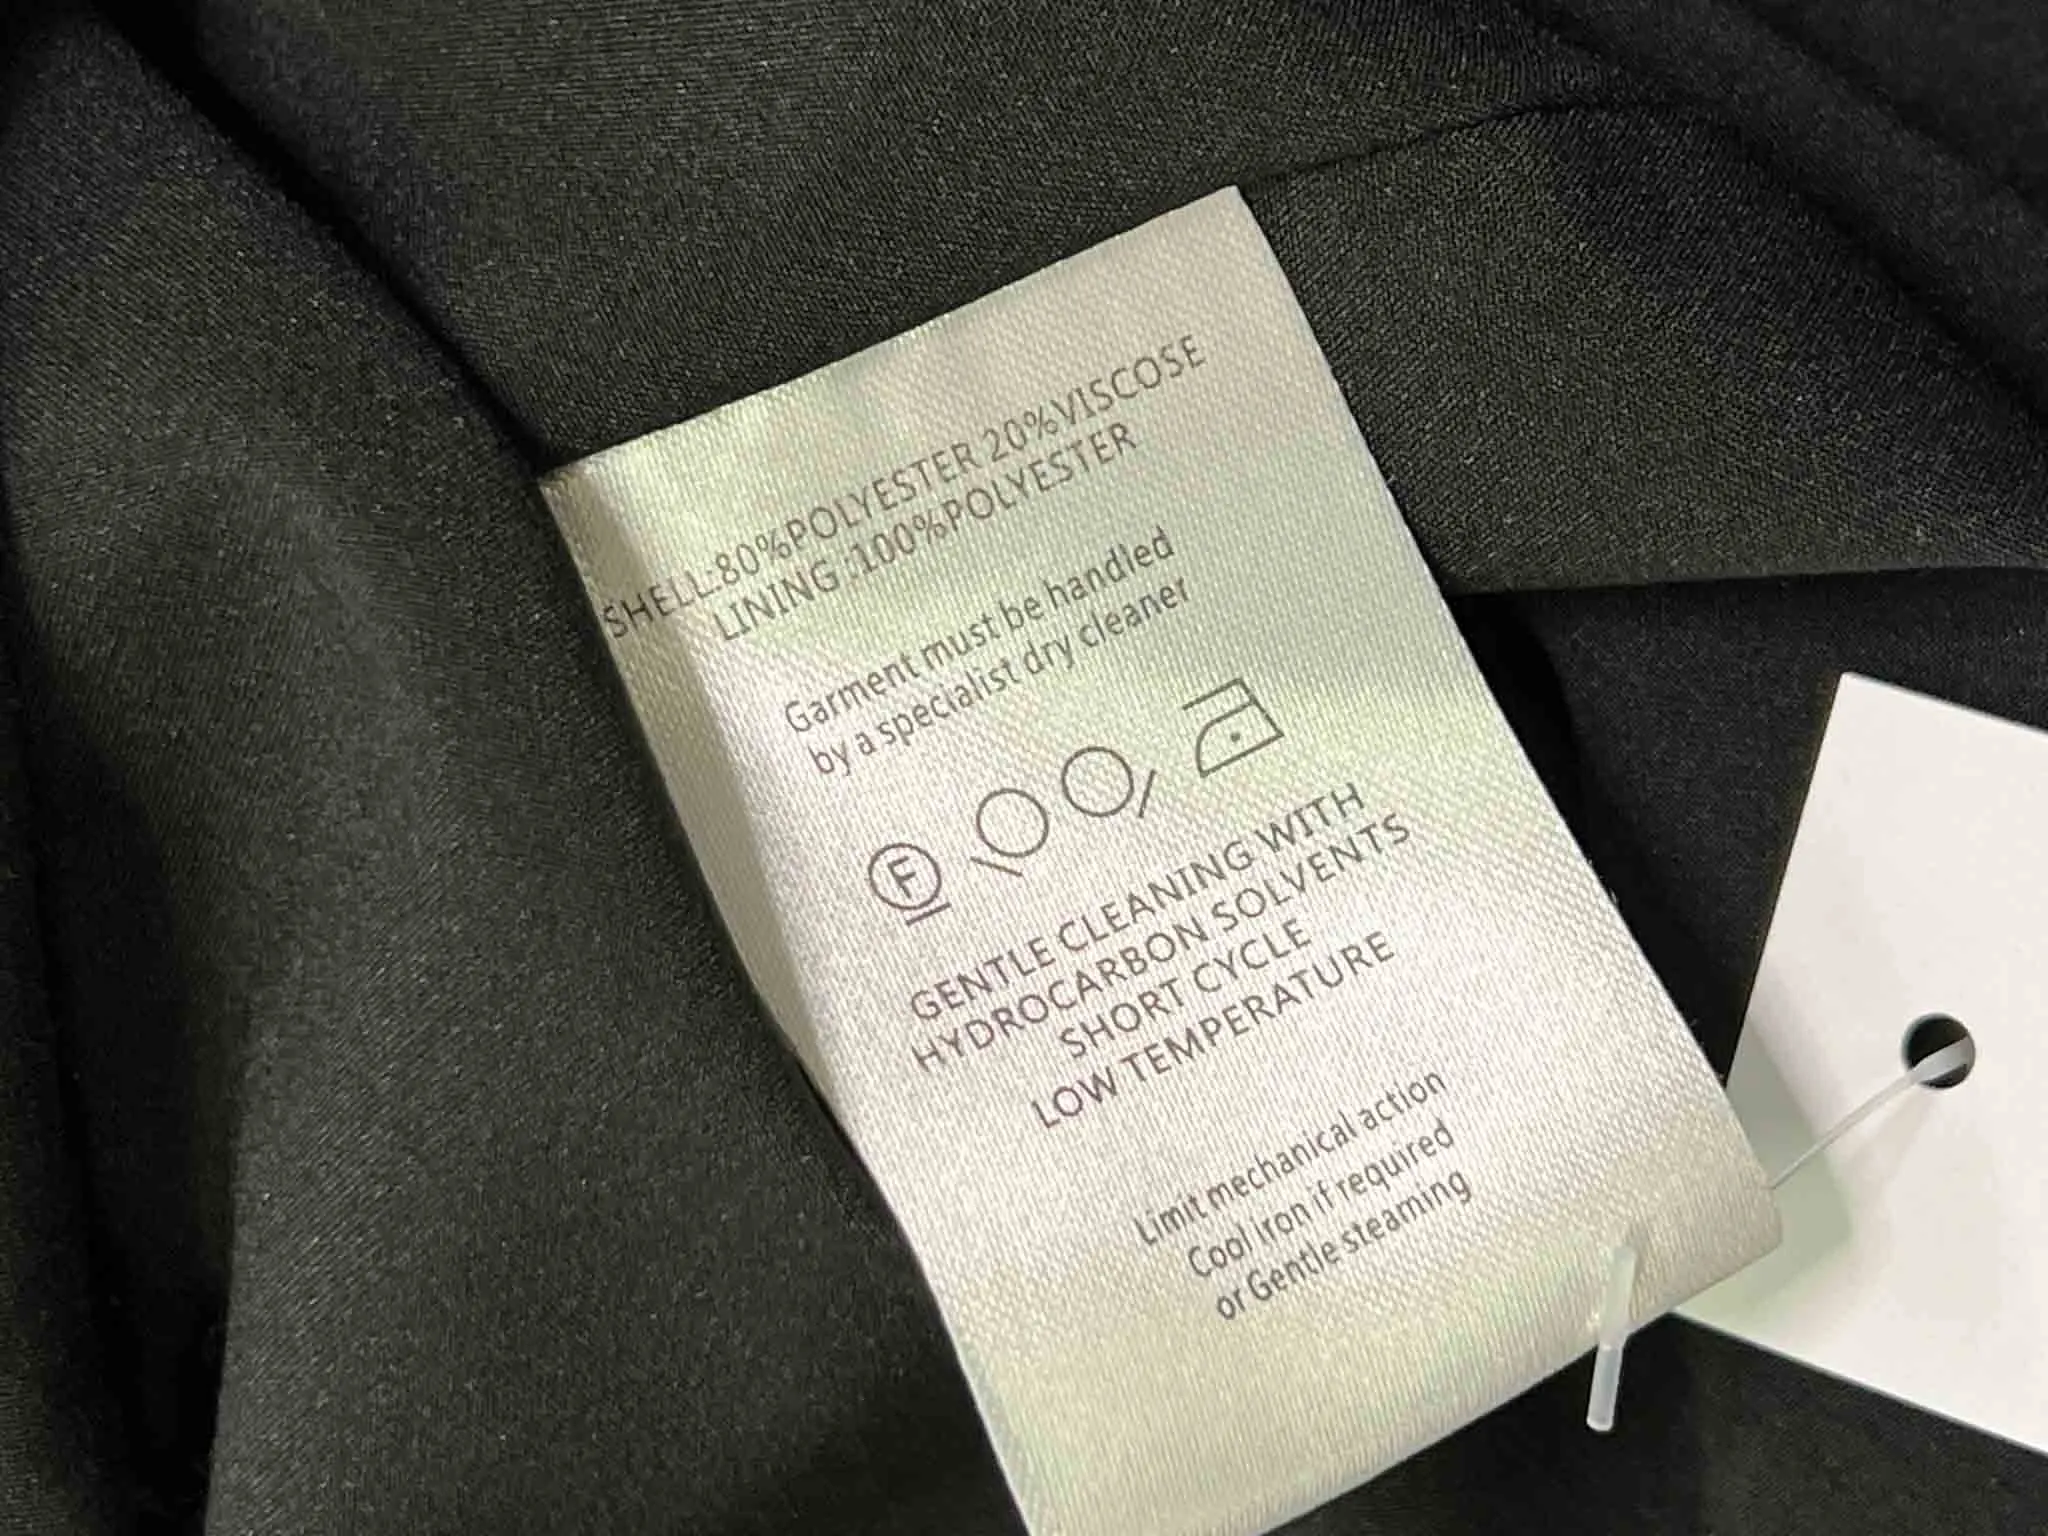 SHELL:80%POLYESTER 20%VISCOSE
LINING :100%POLYESTER
Garment must be handled
by a specialist dry cleaner
F
GENTLE CLEANING WITH
HYDROCARBON SOLVENTS
SHORT CYCLE
LOW TEMPERATURE
Limit mechanical action
Cool iron if required
or Gentle steaming